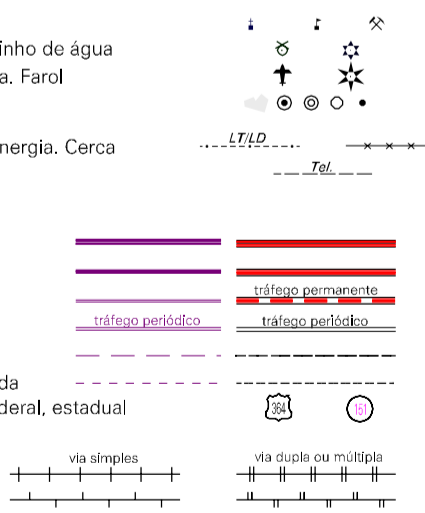 inho de água
a. Farol
nergia. Cerca
LT/LD
Tel.
tráfego permanente
tráfego periódico
tráfego periódico
da
deral, estadual
364
151
via simples
via dupla ou múltipla